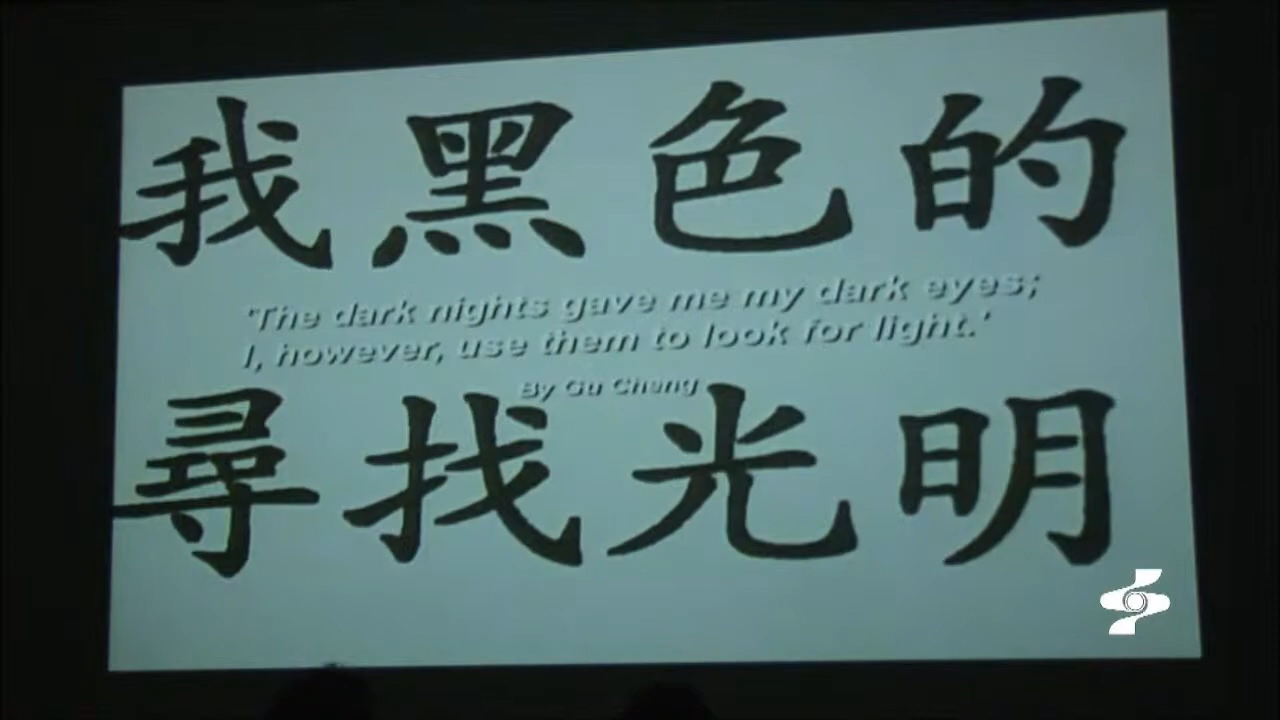 我黑色的
'The dark nights gave me my dark eyes;
I, however, use them to look for light.'
By Gu Cheng
尋找光明